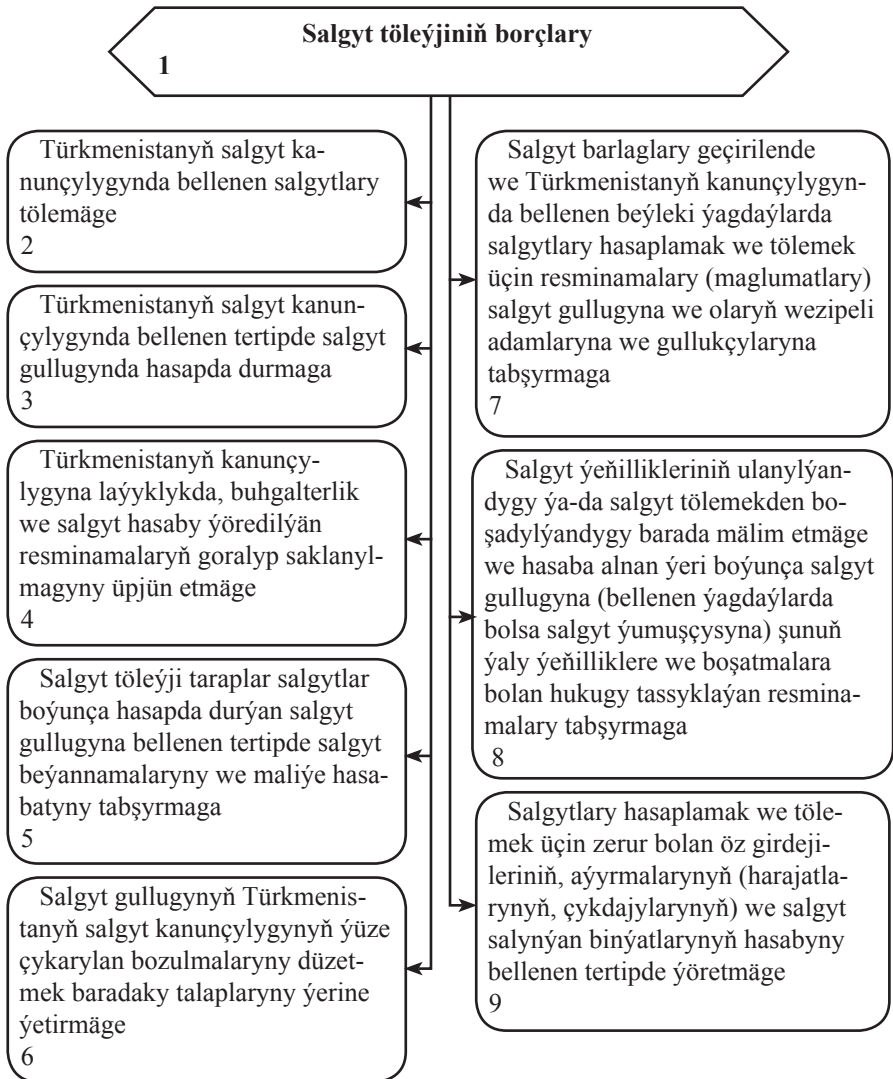 Salgyt töleýjiniň borçlary
1
Türkmenistanyň salgyt ka-
nunçylygynda bellenen salgytlary
tölemäge
2
Türkmenistanyň salgyt kanun-
çylygynda bellenen tertipde salgyt
gullugynda hasapda durmaga
3
Türkmenistanyň kanunçy-
lygyna laýyklykda, buhgalterlik
we salgyt hasaby ýöredilýän
resminamalaryň goralyp saklanyl-
magyny üpjün etmäge
4
Salgyt töleýji taraplar salgytlar
boýunça hasapda durýan salgyt
gullugyna bellenen tertipde salgyt
beýannamalaryny we maliýe hasa-
batyny tabşyrmaga
5
Salgyt gullugynyň Türkmenis-
tanyň salgyt kanunçylygynyň ýüze
çykarylan bozulmalaryny düzet-
mek baradaky talaplaryny ýerine
ýetirmäge
6
Salgyt barlaglary geçirilende
we Türkmenistanyň kanunçylygyn-
da bellenen beýleki ýagdaýlarda
salgytlary hasaplamak we tölemek
üçin resminamalary (maglumatlary)
salgyt gullugyna we olaryň wezipeli
adamlaryna we gullukçylaryna
tabşyrmaga
7
Salgyt ýeňillikleriniň ulanylýan-
dygy ýa-da salgyt tölemekden bo-
şadylýandygy barada mälim etmäge
we hasaba alnan ýeri boýunça salgyt
gullugyna (bellenen ýagdaýlarda
bolsa salgyt ýumuşçysyna) şunuň
ýaly ýeňilliklere we boşatmalara
bolan hukugy tassyklaýan resmina-
malary tabşyrmaga
8
Salgytlary hasaplamak we töle-
mek üçin zerur bolan öz girdeji-
leriniň, aýyrmalarynyň (harajatla-
rynyň, çykdajylarynyň) we salgyt
salynýan binýatlarynyň hasabyny
bellenen tertipde ýöretmäge
9